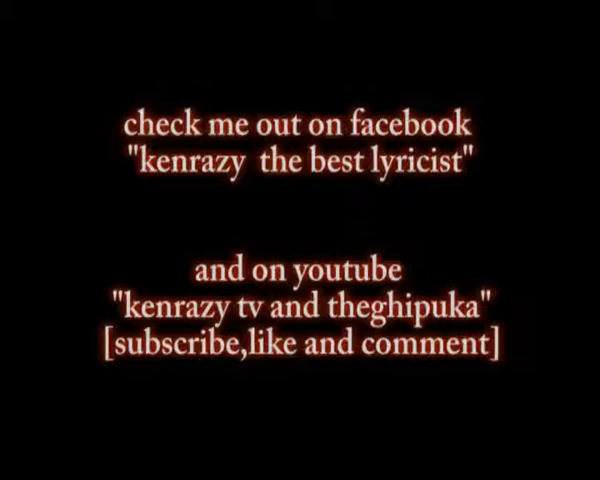 check me out on facebook
"kenrazy the best lyricist"
and on youtube
"kenrazy tv and theghipuka"
[subscribe,like and comment]